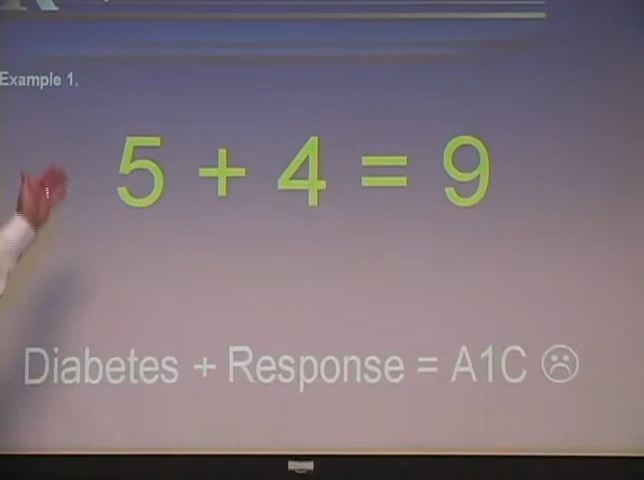 Example 1.
5 + 4 = 9
Diabetes + Response = A1C ☹